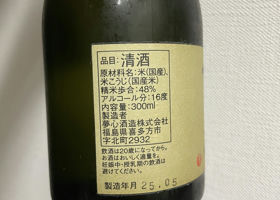 品目:清酒
原材料名:米(国産)、
米こうじ(国産米)
精米歩合:48%
アルコール分:16度
内容量:300ml
製造者
夢心酒造株式会社
福島県喜多方市
字北町2932
飲酒は20歳になってから。
お酒はおいしく適量を。
妊娠中・授乳期の飲酒は
避けてください。
製造年月 25.05